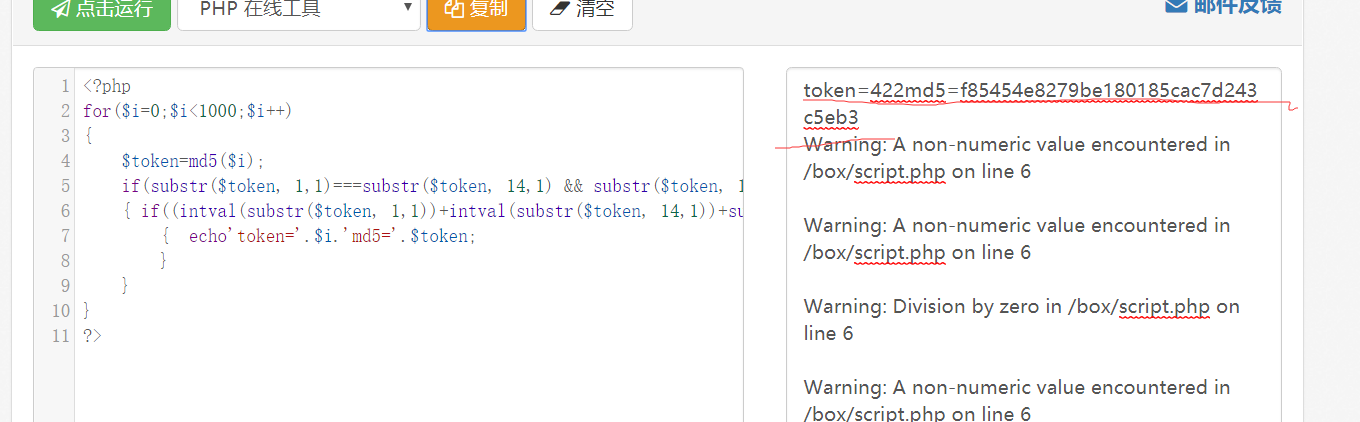 点击运行 PHP 在线工具 复制 清空 邮件反馈
1 <?php
2 for($i=0;$i<1000;$i++)
3 {
4 $token=md5($i);
5 if(substr($token, 1,1)===substr($token, 14,1) && substr($token, 1
6 { if((intval(substr($token, 1,1))+intval(substr($token, 14,1))+su
7 { echo'token='.$i.'md5='.$token;
8 }
9 }
10 }
11 ?>
token=422md5=f85454e8279be180185cac7d243
c5eb3
Warning: A non-numeric value encountered in
/box/script.php on line 6
Warning: A non-numeric value encountered in
/box/script.php on line 6
Warning: Division by zero in /box/script.php on
line 6
Warning: A non-numeric value encountered in
/box/script.php on line 6